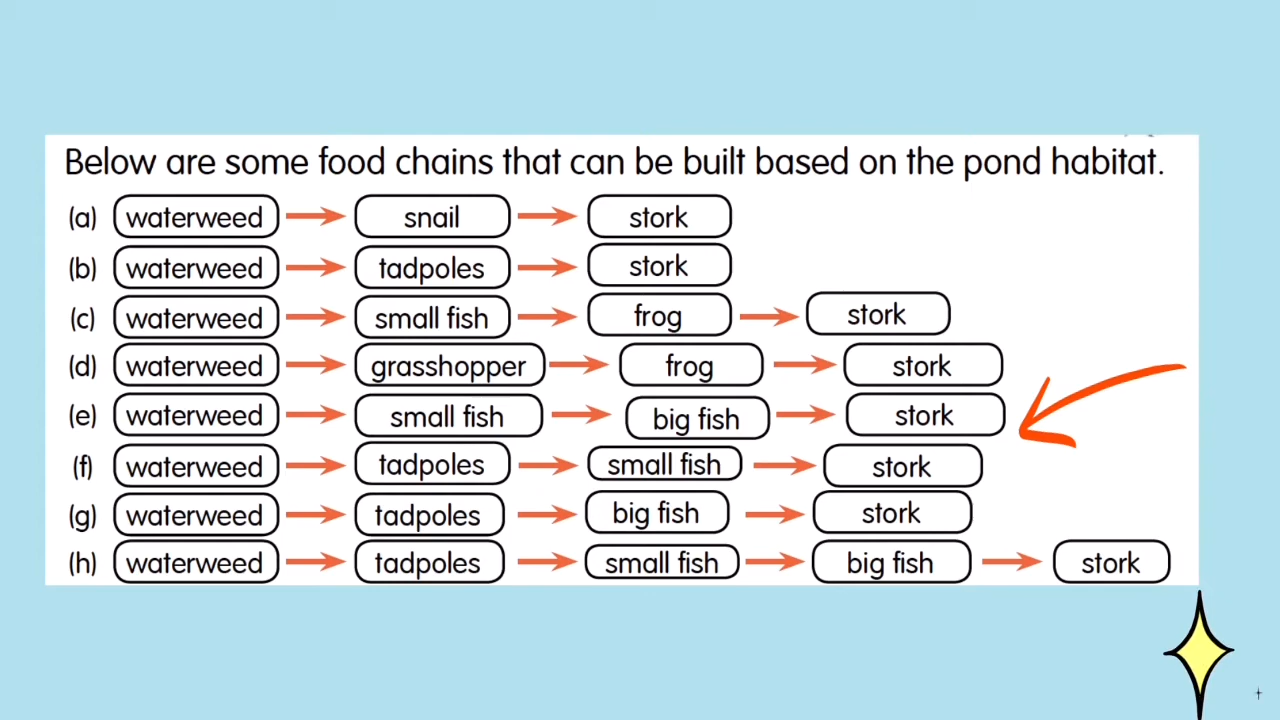 Below are some food chains that can be built based on the pond habitat.
(a) waterweed snail stork
(b) waterweed tadpoles stork
(c) waterweed small fish frog stork
(d) waterweed grasshopper frog stork
(e) waterweed small fish big fish stork
(f) waterweed tadpoles small fish stork
(g) waterweed tadpoles big fish stork
(h) waterweed tadpoles small fish big fish stork